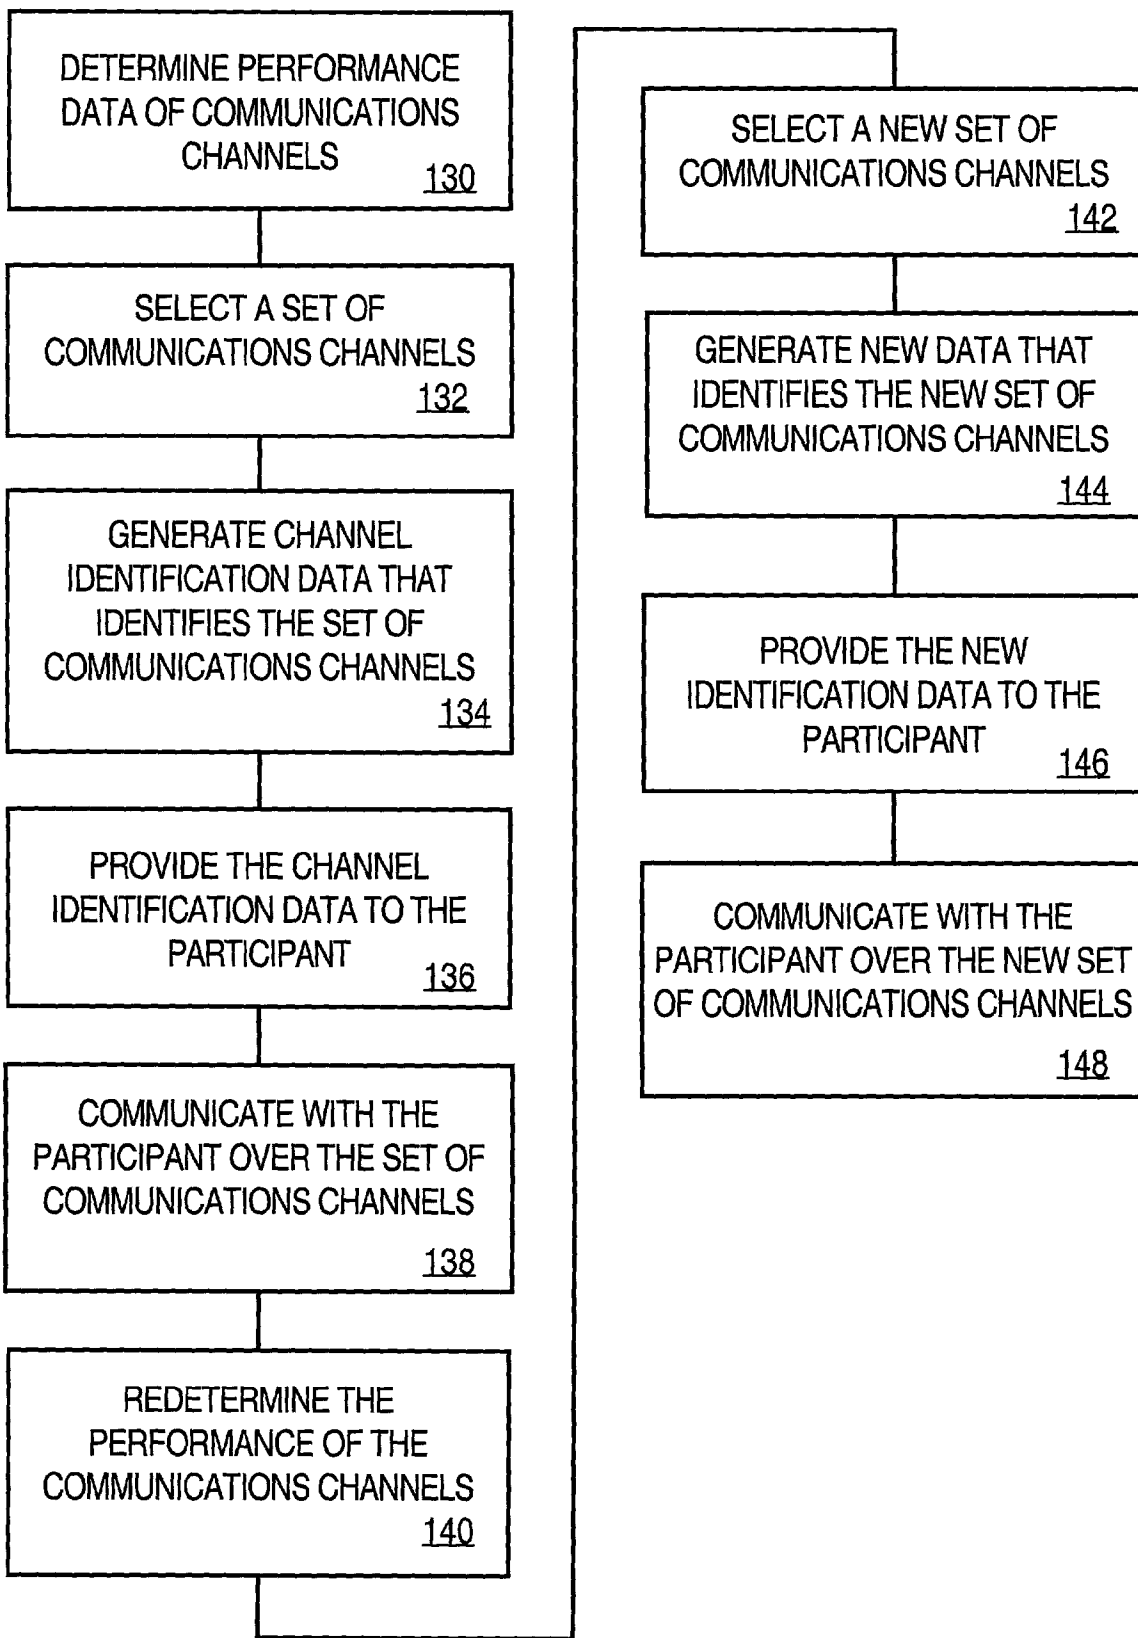 DETERMINE PERFORMANCE
DATA OF COMMUNICATIONS
CHANNELS
130
SELECT A SET OF
COMMUNICATIONS CHANNELS
132
GENERATE CHANNEL
IDENTIFICATION DATA THAT
IDENTIFIES THE SET OF
COMMUNICATIONS CHANNELS
134
PROVIDE THE CHANNEL
IDENTIFICATION DATA TO THE
PARTICIPANT
136
COMMUNICATE WITH THE
PARTICIPANT OVER THE SET OF
COMMUNICATIONS CHANNELS
138
REDETERMINE THE
PERFORMANCE OF THE
COMMUNICATIONS CHANNELS
140
SELECT A NEW SET OF
COMMUNICATIONS CHANNELS
142
GENERATE NEW DATA THAT
IDENTIFIES THE NEW SET OF
COMMUNICATIONS CHANNELS
144
PROVIDE THE NEW
IDENTIFICATION DATA TO THE
PARTICIPANT
146
COMMUNICATE WITH THE
PARTICIPANT OVER THE NEW SET
OF COMMUNICATIONS CHANNELS
148